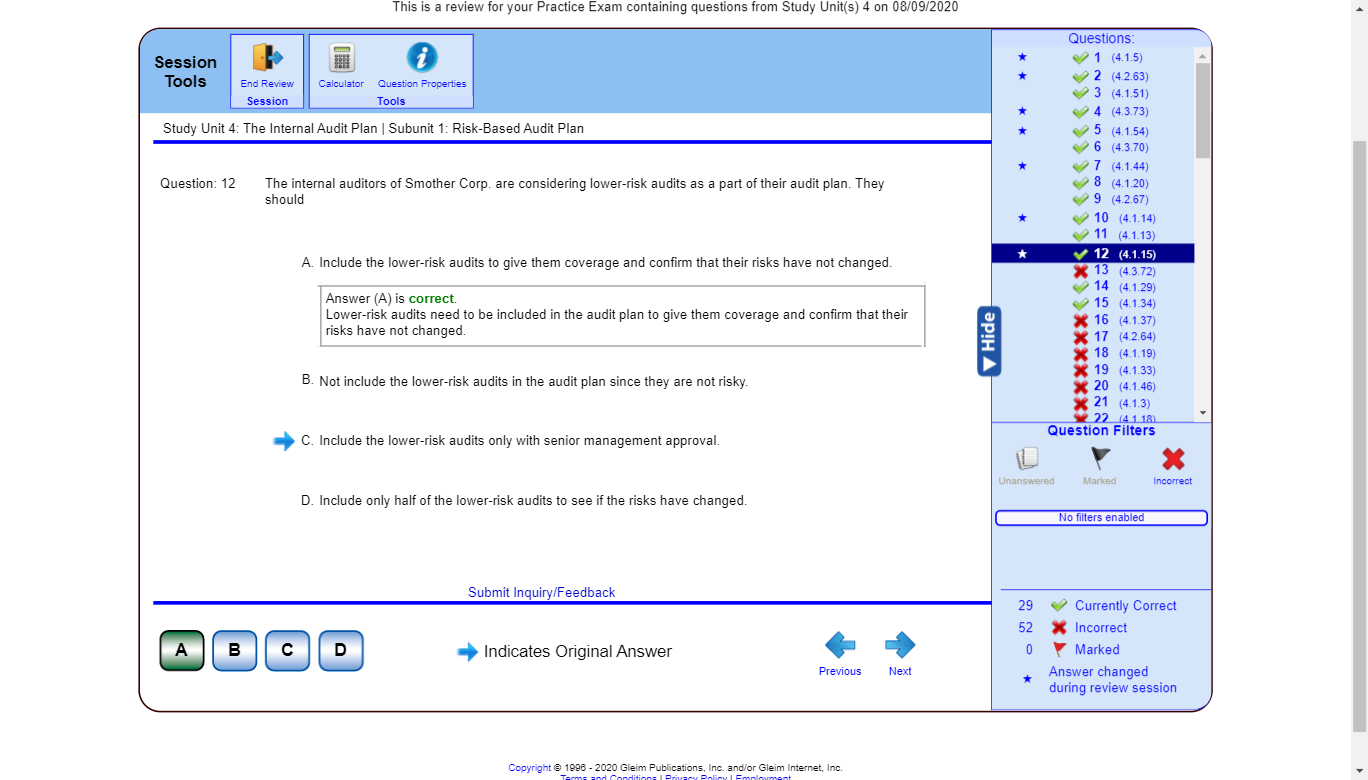 This is a review for your Practice Exam containing questions from Study Unit(s) 4 on 08/09/2020
Session
Tools
End Review
Session
Calculator
Question Properties
Tools
Study Unit 4: The Internal Audit Plan | Subunit 1: Risk-Based Audit Plan
Question: 12
The internal auditors of Smother Corp. are considering lower-risk audits as a part of their audit plan. They
should
A. Include the lower-risk audits to give them coverage and confirm that their risks have not changed.
Answer (A) is correct.
Lower-risk audits need to be included in the audit plan to give them coverage and confirm that their
risks have not changed.
B. Not include the lower-risk audits in the audit plan since they are not risky.
C. Include the lower-risk audits only with senior management approval.
D. Include only half of the lower-risk audits to see if the risks have changed.
Submit Inquiry/Feedback
A B C D
Indicates Original Answer
Previous
Next
Hide
Questions:
1 (4.1.5)
2 (4.2.63)
3 (4.1.51)
4 (4.3.73)
5 (4.1.54)
6 (4.3.70)
7 (4.1.44)
8 (4.1.20)
9 (4.2.67)
10 (4.1.14)
11 (4.1.13)
12 (4.1.15)
13 (4.3.72)
14 (4.1.29)
15 (4.1.34)
16 (4.1.37)
17 (4.2.64)
18 (4.1.19)
19 (4.1.33)
20 (4.1.46)
21 (4.1.3)
22 (4.1.18)
Question Filters
Unanswered
Marked
Incorrect
No filters enabled
29 Currently Correct
52 Incorrect
0 Marked
Answer changed
during review session
Copyright © 1996 - 2020 Gleim Publications, Inc. and/or Gleim Internet, Inc.
Terms and Conditions | Privacy Policy | Employment